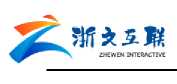 浙文互联
ZHEWEN INTERACTIVE